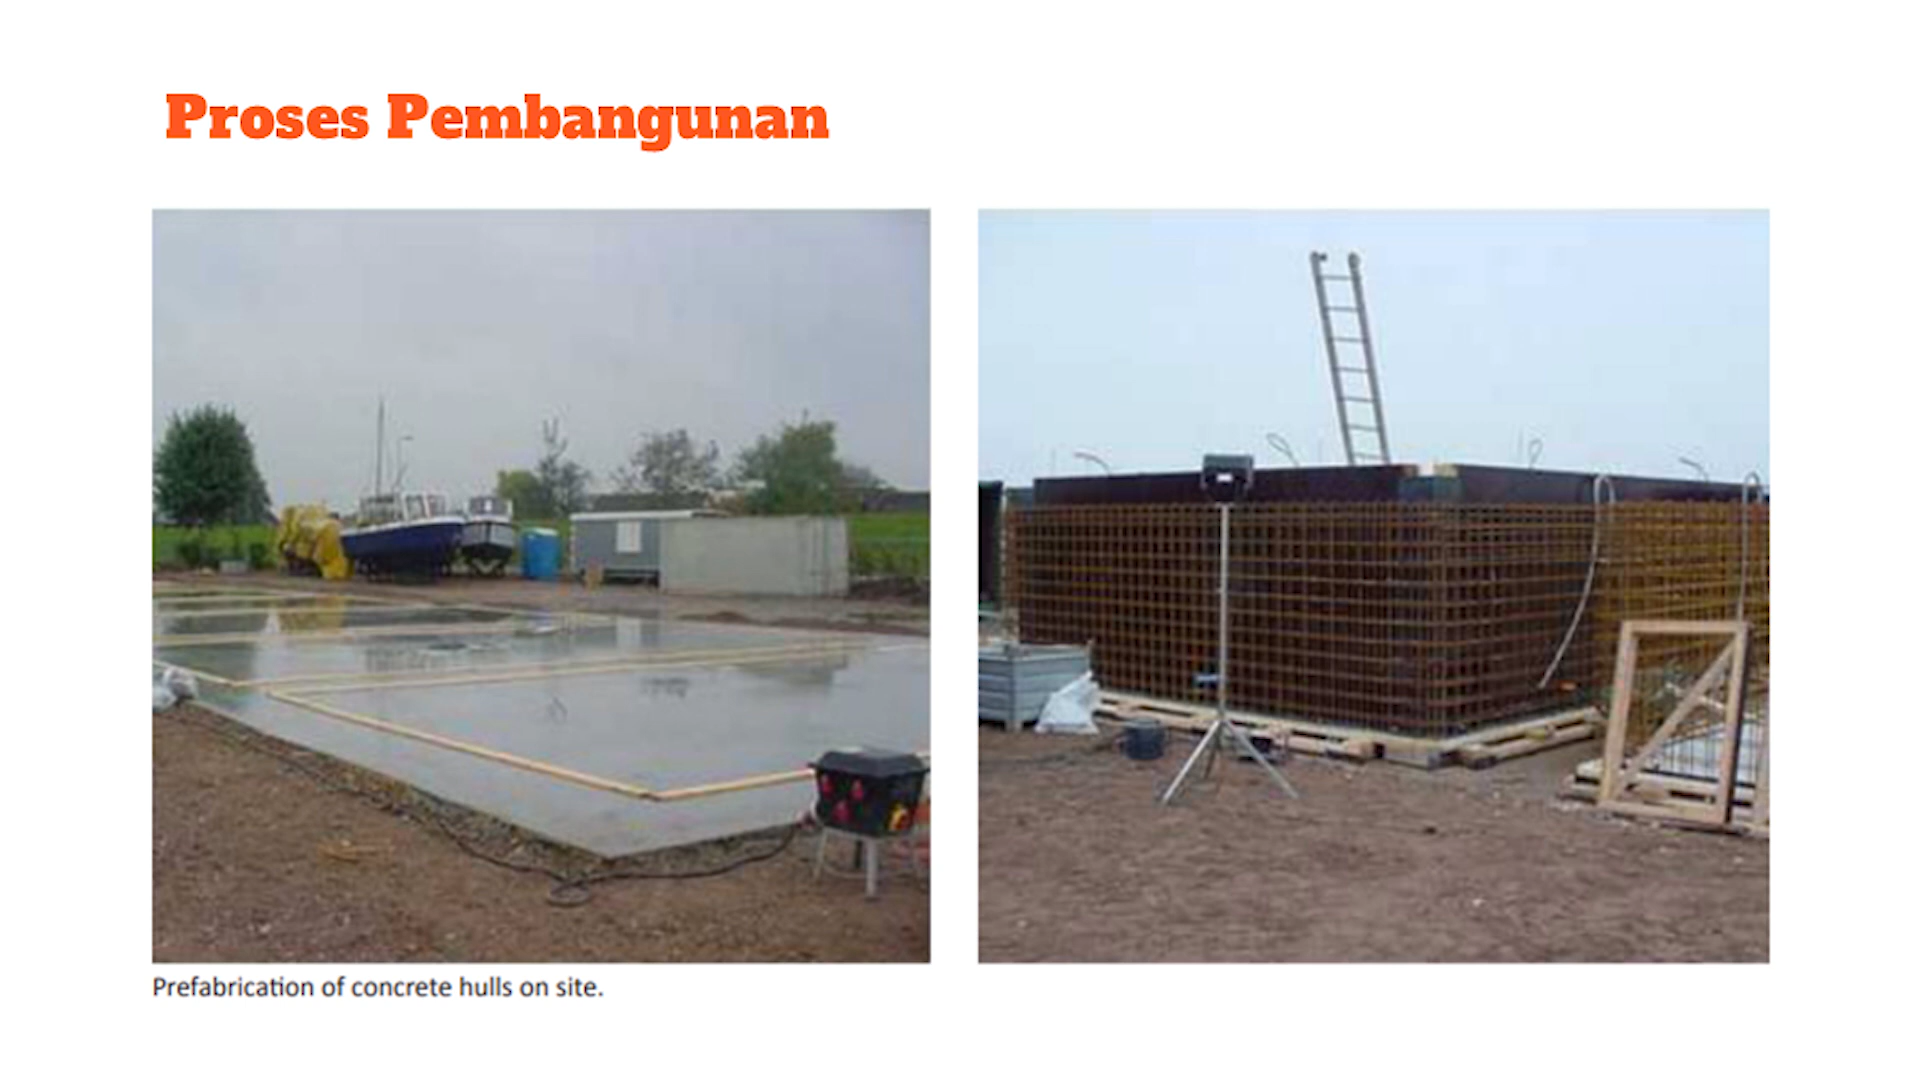 Proses Pembangunan
Prefabrication of concrete hulls on site.